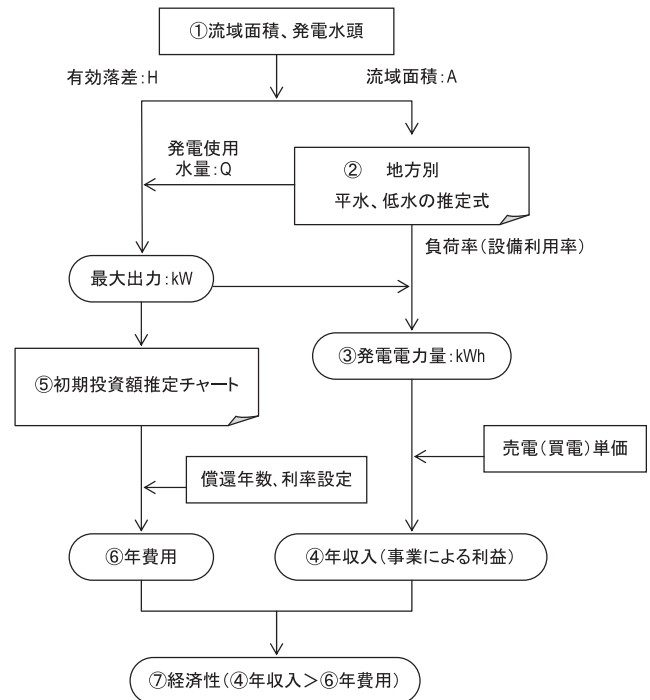 ①流域面積、発電水頭
有効落差:H
流域面積:A
発電使用
水量:Q
② 地方別
平水、低水の推定式
負荷率(設備利用率)
最大出力:kW
③発電電力量:kWh
⑤初期投資額推定チャート
売電(買電)単価
償還年数、利率設定
⑥年費用
④年収入(事業による利益)
⑦経済性(④年収入>⑥年費用)